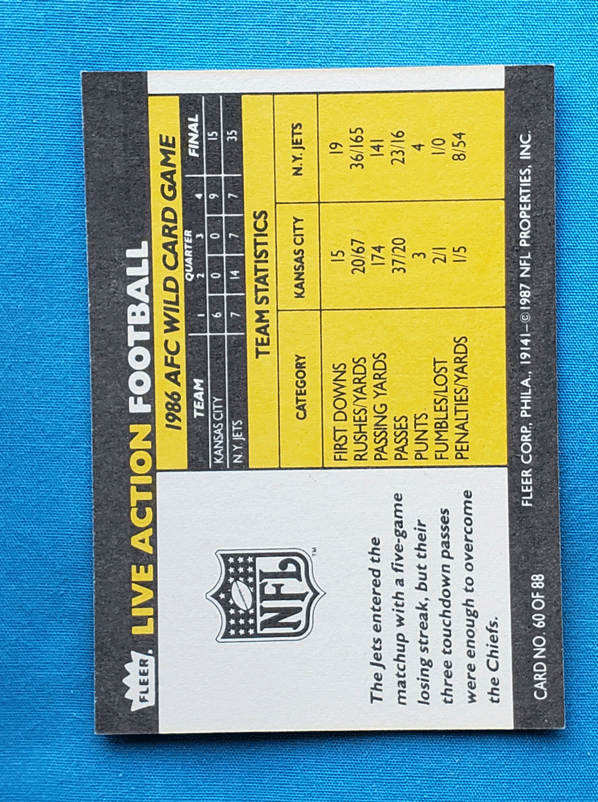 FLEER
LIVE ACTION FOOTBALL
NFL
™
The Jets entered the
matchup with a five-game
losing streak, but their
three touchdown passes
were enough to overcome
the Chiefs.
1986 AFC WILD CARD GAME
QUARTER
TEAM 1 2 3 4 FINAL
KANSAS CITY 6 0 0 9 15
N.Y. JETS 7 14 7 7 35
TEAM STATISTICS
CATEGORY KANSAS CITY N.Y. JETS
FIRST DOWNS 15 19
RUSHES/YARDS 20/67 36/165
PASSING YARDS 174 141
PASSES 37/20 23/16
PUNTS 3 4
FUMBLES/LOST 2/1 1/0
PENALTIES/YARDS 1/5 8/54
CARD NO. 60 OF 88 FLEER CORP., PHILA., 19141–©1987 NFL PROPERTIES, INC.